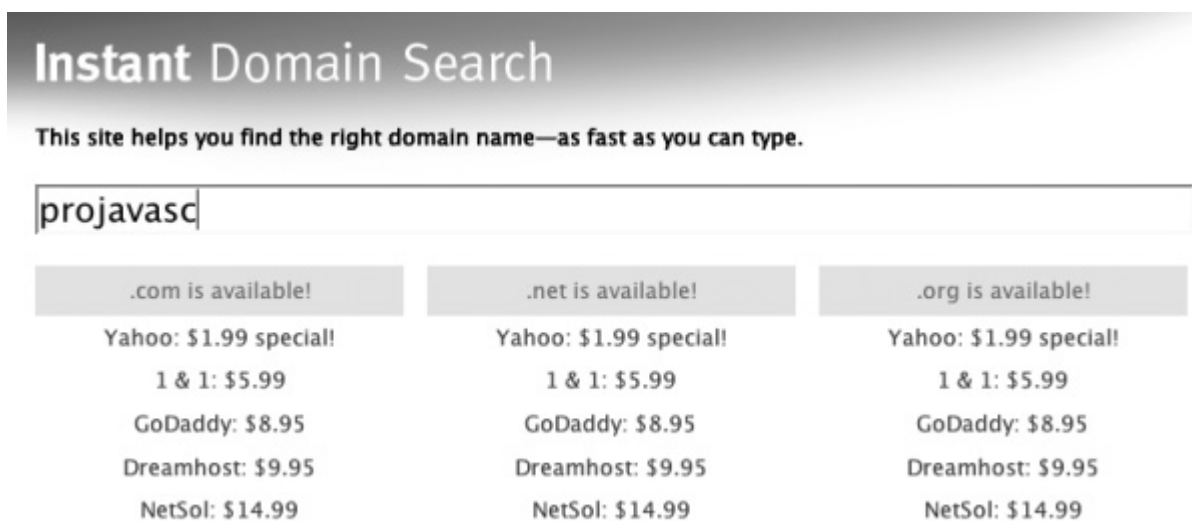 Instant Domain Search
This site helps you find the right domain name—as fast as you can type.
projavasc
.com is available! .net is available! .org is available!
Yahoo: $1.99 special! Yahoo: $1.99 special! Yahoo: $1.99 special!
1 & 1: $5.99 1 & 1: $5.99 1 & 1: $5.99
GoDaddy: $8.95 GoDaddy: $8.95 GoDaddy: $8.95
Dreamhost: $9.95 Dreamhost: $9.95 Dreamhost: $9.95
NetSol: $14.99 NetSol: $14.99 NetSol: $14.99